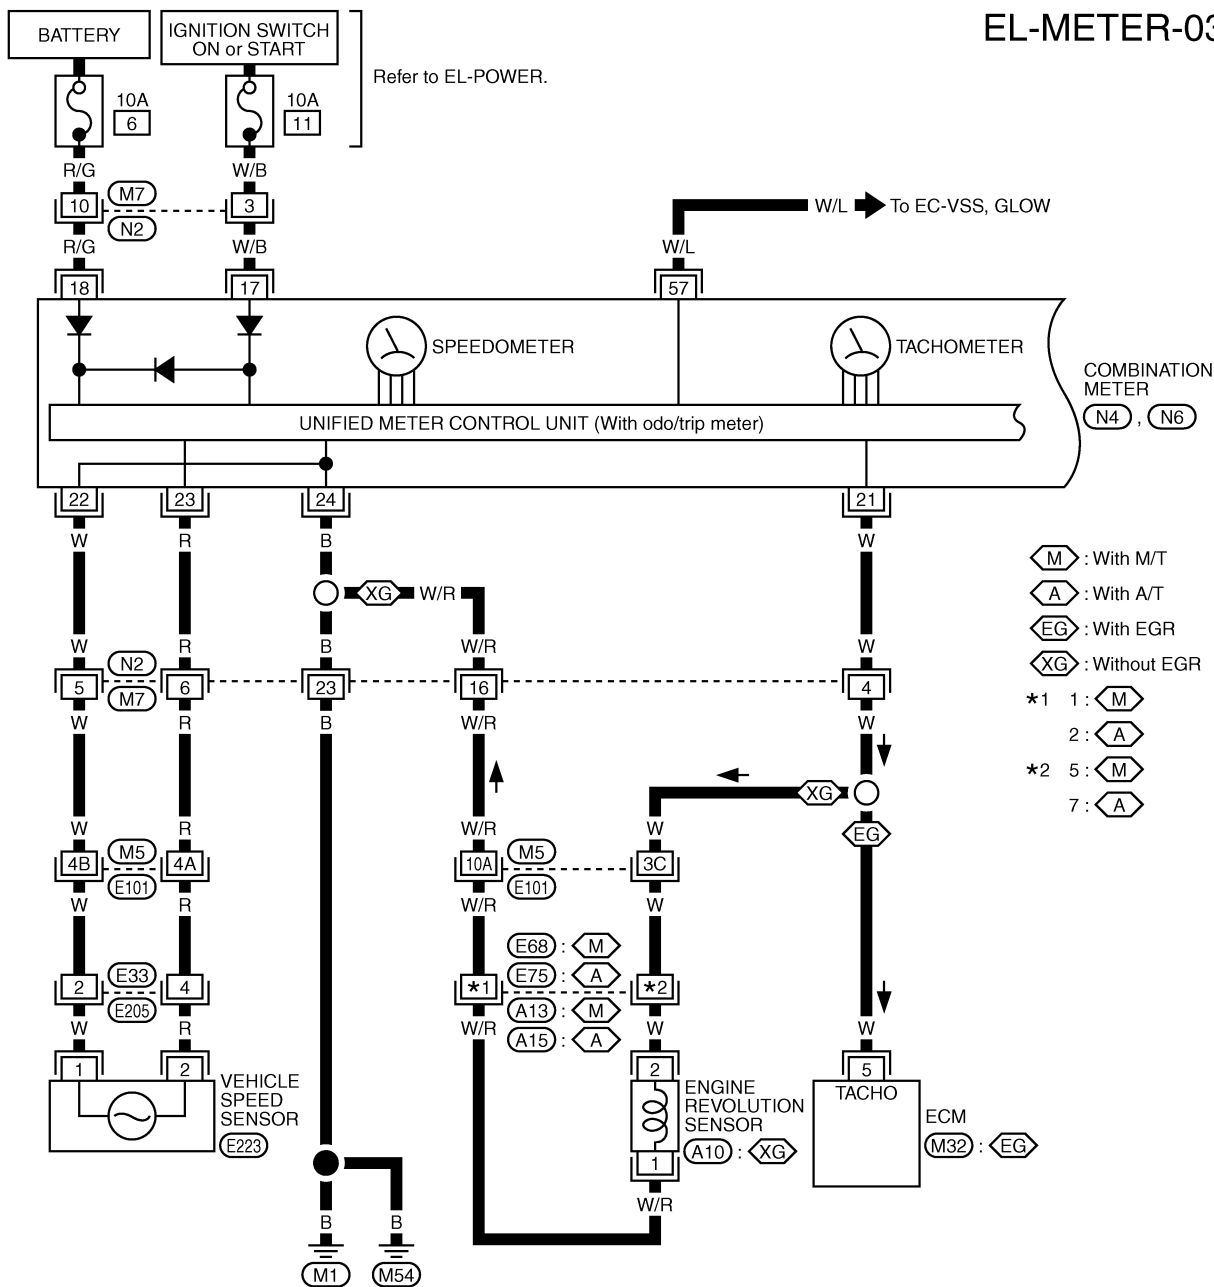 EL-METER-03
BATTERY
IGNITION SWITCH
ON or START
Refer to EL-POWER.
10A
6
10A
11
R/G
W/B
10
M7
N2
3
R/G
W/B
W/L
To EC-VSS, GLOW
W/L
18
17
57
SPEEDOMETER
TACHOMETER
COMBINATION
METER
N4 , N6
UNIFIED METER CONTROL UNIT (With odo/trip meter)
22
23
24
21
W
R
B
W
XG
W/R
M : With M/T
A : With A/T
EG : With EGR
XG : Without EGR
*1 1 : M
2 : A
*2 5 : M
7 : A
W
R
B
W/R
W
5
N2
M7
6
23
16
4
W
R
B
W/R
W
XG
EG
W
R
W/R
W
4B
M5
E101
4A
10A
M5
E101
3C
W
R
W/R
W
E68 : M
E75 : A
2
E33
E205
4
*1
*2
A13 : M
A15 : A
W
R
W/R
W
W
1
2
2
5
VEHICLE
SPEED
SENSOR
E223
ENGINE
REVOLUTION
SENSOR
A10 : XG
1
TACHO
ECM
M32 : EG
W/R
B
B
M1
M54